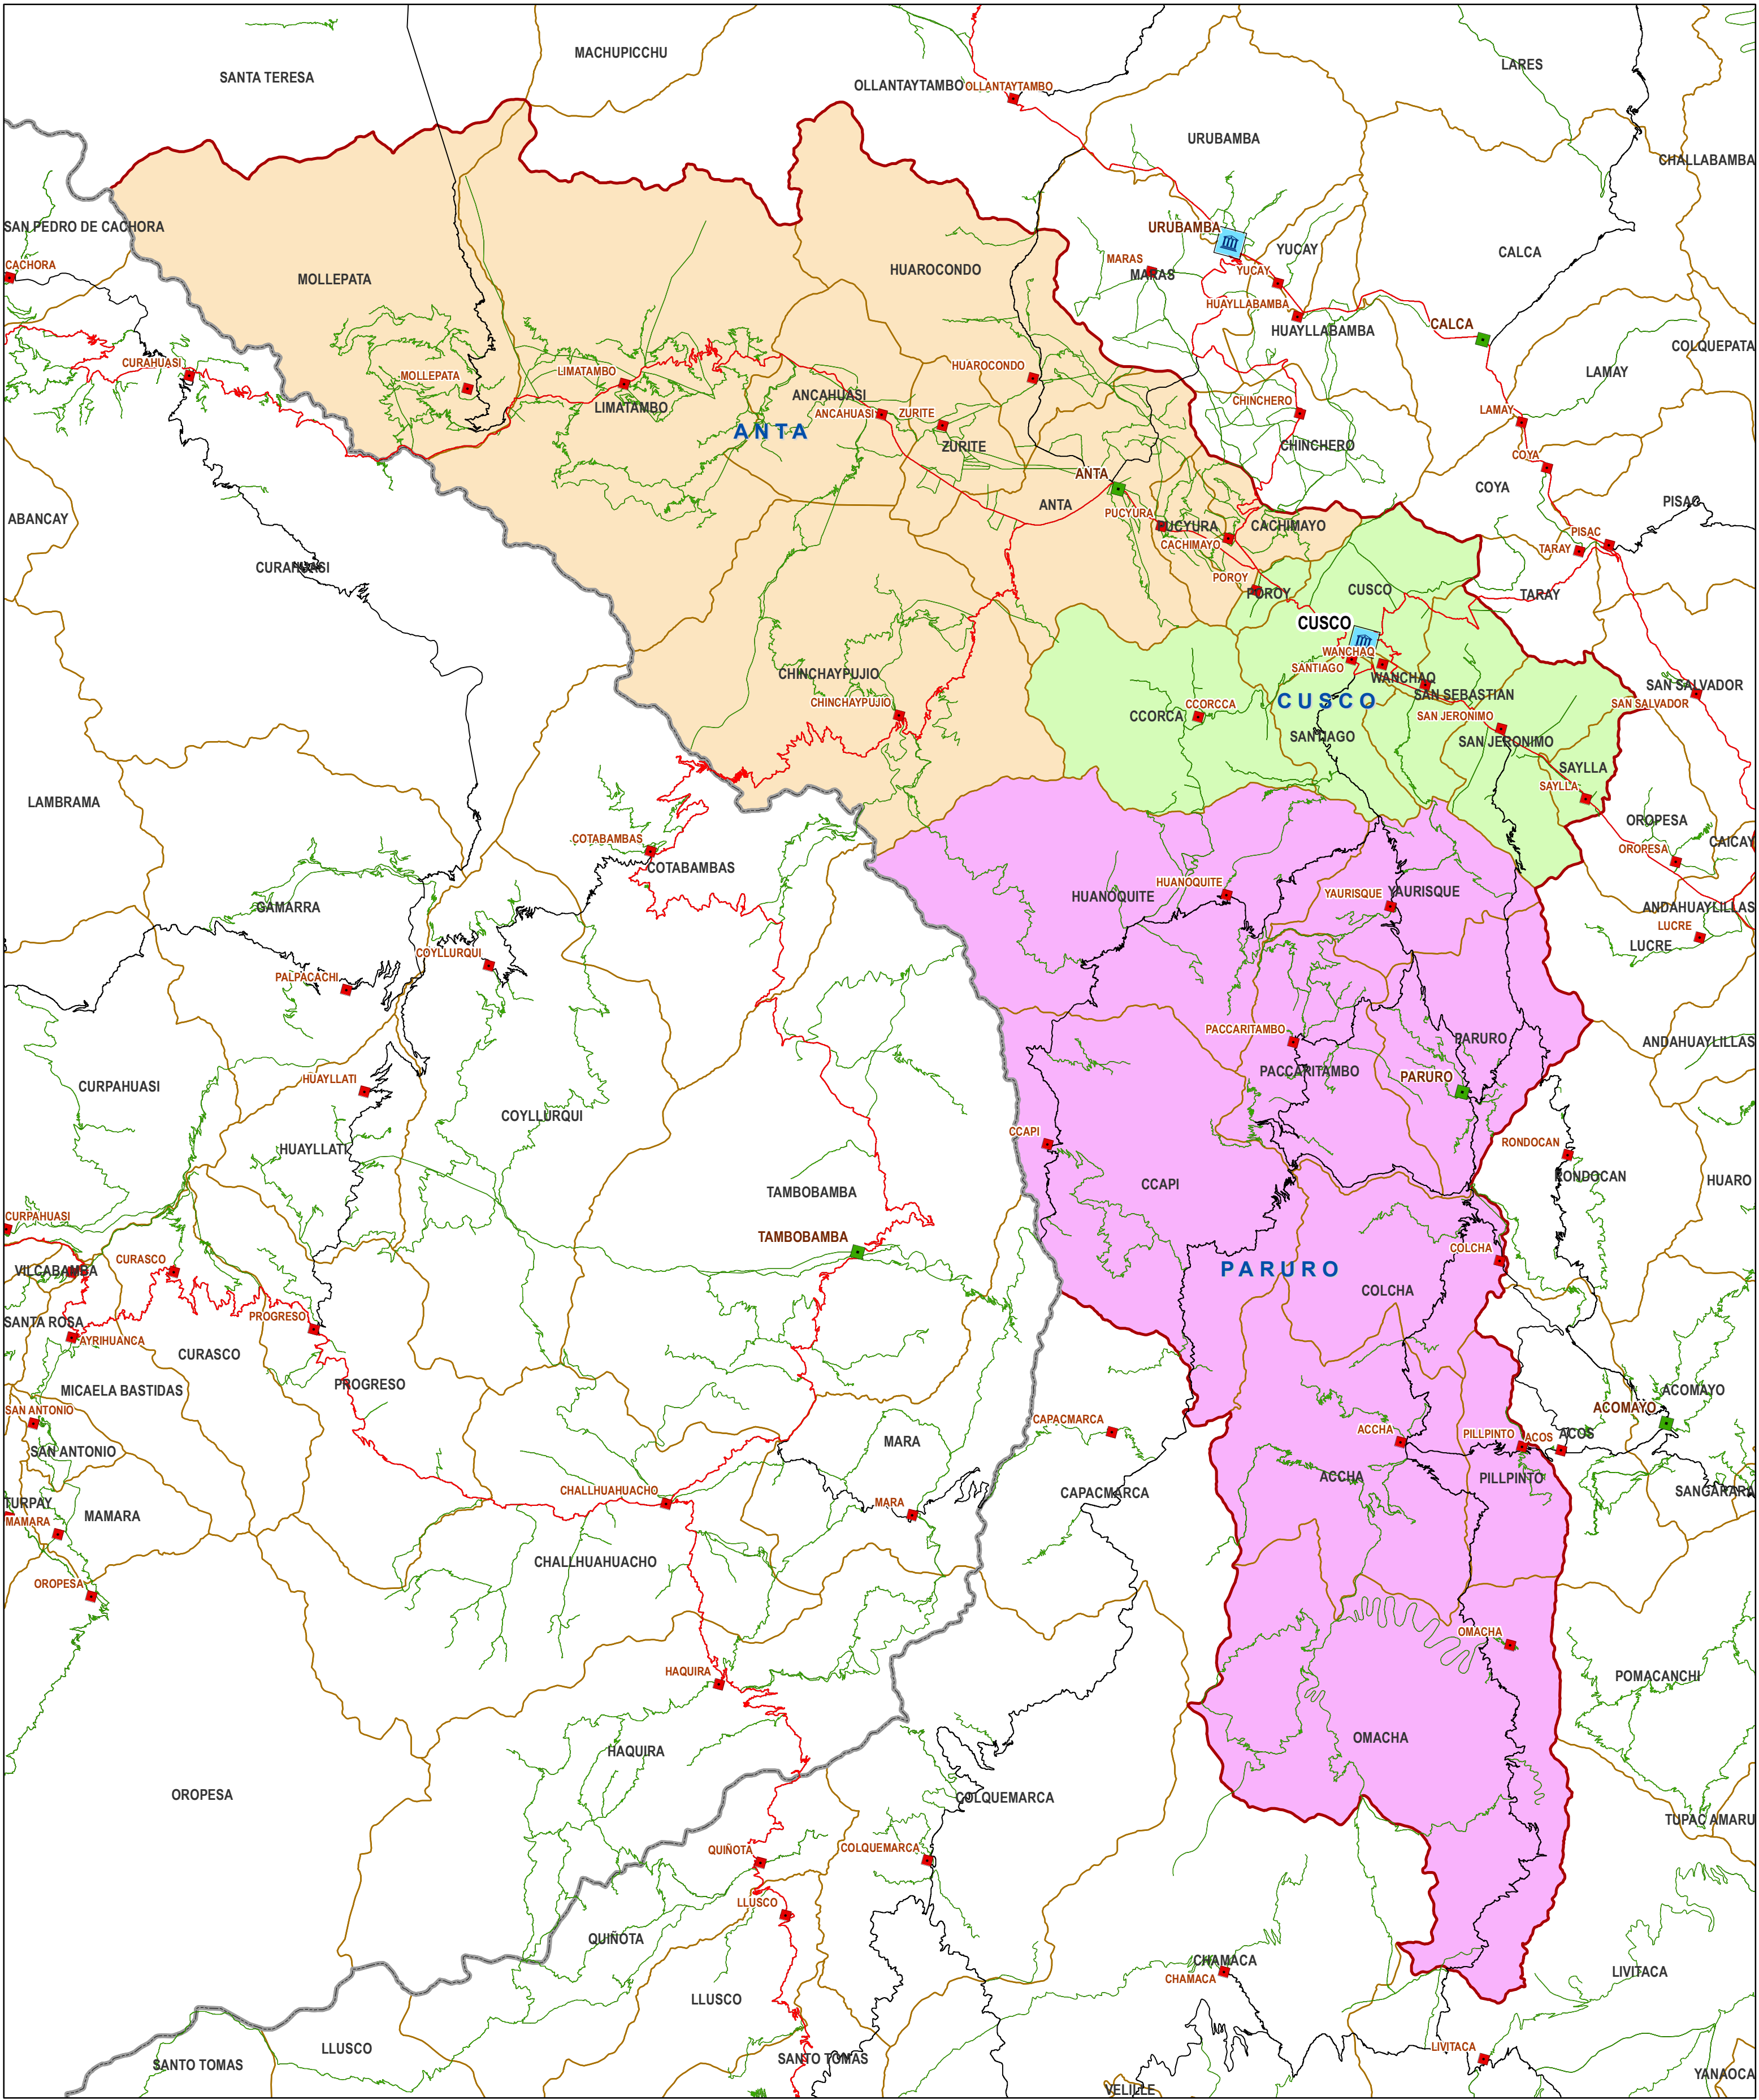 MACHUPICCHU
SANTA TERESA
LARES
OLLANTAYTAMBO
OLLANTAYTAMBO
URUBAMBA
CHALLABAMBA
SAN PEDRO DE CACHORA
URUBAMBA
YUCAY
CALCA
CACHORA
MARAS
MARAS
YUCAY
HUAROCONDO
MOLLEPATA
HUAYLLABAMBA
HUAYLLABAMBA
CALCA
COLQUEPATA
CURAHUASI
MOLLEPATA
LIMATAMBO
HUAROCONDO
LAMAY
ANCAHUASI
LIMATAMBO
ANCAHUASI
ZURITE
CHINCHERO
LAMAY
ANTA
ZURITE
CHINCHERO
COYA
ANTA
COYA
PISAC
ANTA
ABANCAY
PUCYURA
PUCYURA
CACHIMAYO
CACHIMAYO
PISAC
TARAY
CURAHUASI
POROY
POROY
CUSCO
TARAY
CUSCO
WANCHAQ
SANTIAGO
WANCHAQ
CHINCHAYPUJIO
CHINCHAYPUJIO
SAN SEBASTIAN
SAN SALVADOR
SAN SALVADOR
CUSCO
CCORCCA
CCORCA
SAN JERONIMO
SANTIAGO
SAN JERONIMO
SAYLLA
SAYLLA
LAMBRAMA
OROPESA
COTABAMBAS
OROPESA
CAICAY
COTABAMBAS
HUANOQUITE
HUANOQUITE
YAURISQUE
YAURISQUE
GAMARRA
ANDAHUAYLILLAS
LUCRE
LUCRE
COYLLURQUI
PALPACACHI
PACCARITAMBO
PARURO
ANDAHUAYLILLAS
HUAYLLATI
CURPAHUASI
PACCARITAMBO
PARURO
COYLLURQUI
CCAPI
RONDOCAN
HUAYLLATI
RONDOCAN
HUARO
CCAPI
TAMBOBAMBA
CURPAHUASI
TAMBOBAMBA
COLCHA
CURASCO
VILCABAMBA
PARURO
COLCHA
SANTA ROSA
PROGRESO
AYRIHUANCA
CURASCO
PROGRESO
MICAELA BASTIDAS
ACOMAYO
SAN ANTONIO
ACOMAYO
CAPACMARCA
ACCHA
PILLPINTO
ACOS
ACOS
MARA
SAN ANTONIO
ACCHA
PILLPINTO
CHALLHUAHUACHO
CAPACMARCA
SANGARARA
TURPAY
MARA
MAMARA
MAMARA
CHALLHUAHUACHO
OROPESA
OMACHA
HAQUIRA
POMACANCHI
OMACHA
HAQUIRA
OROPESA
COLQUEMARCA
TUPAC AMARU
QUIÑOTA
COLQUEMARCA
LLUSCO
QUIÑOTA
CHAMACA
CHAMACA
LIVITACA
LLUSCO
LLUSCO
LIVITACA
SANTO TOMAS
SANTO TOMAS
VELILLE
YANAOCA